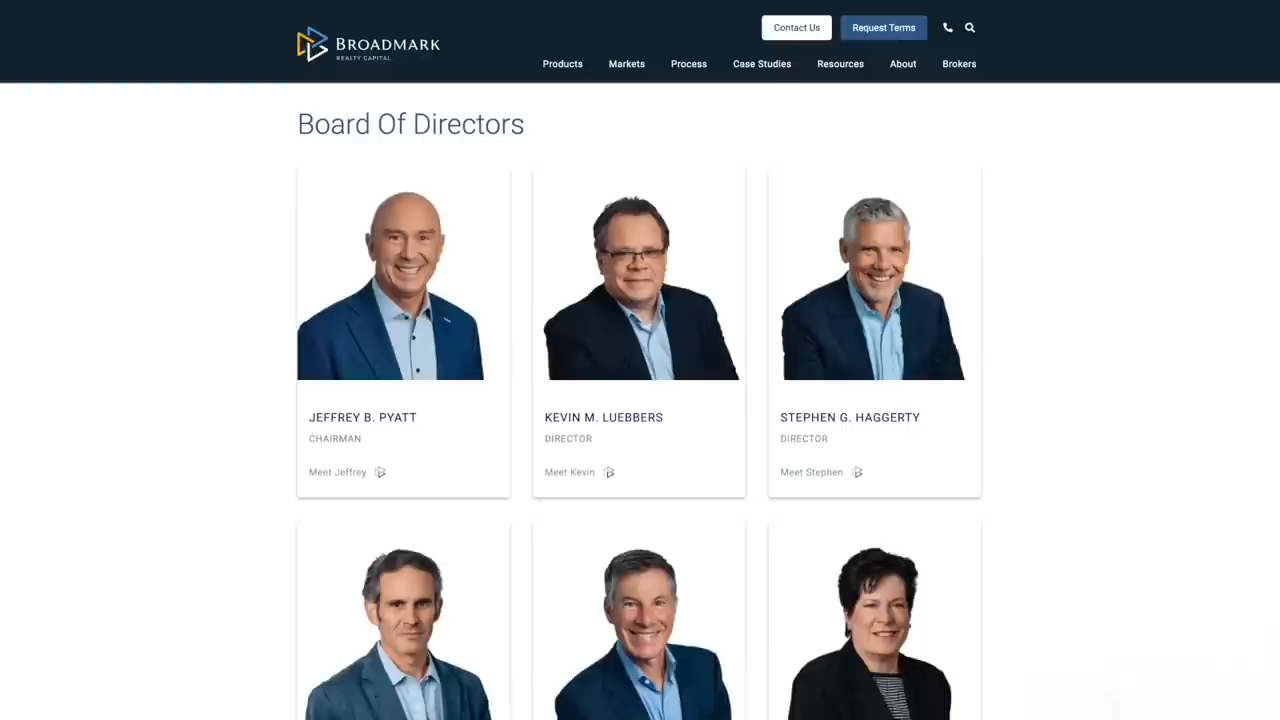 Contact Us
Request Terms
BROADMARK
REALTY CAPITAL
Products
Markets
Process
Case Studies
Resources
About
Brokers
Board Of Directors
JEFFREY B. PYATT
CHAIRMAN
Meet Jeffrey
KEVIN M. LUEBBERS
DIRECTOR
Meet Kevin
STEPHEN G. HAGGERTY
DIRECTOR
Meet Stephen